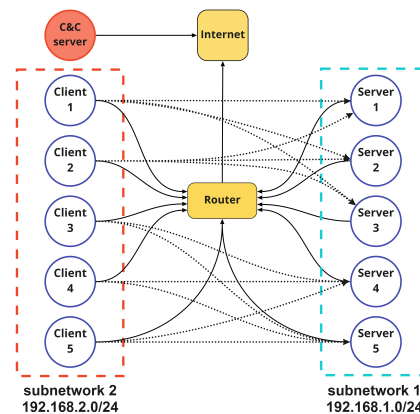 C&C
server
Internet
Client
1
Server
1
Client
2
Server
2
Router
Client
3
Server
3
Client
4
Server
4
Client
5
Server
5
subnetwork 2
192.168.2.0/24
subnetwork 1
192.168.1.0/24